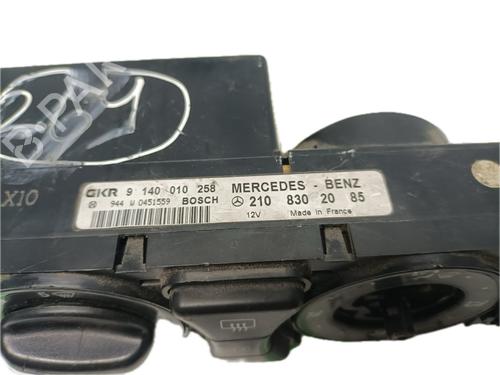 B-PAR
X10
GKR 9 140 010 258 MERCEDES - BENZ
944 W 0451559 BOSCH 210 830 20 85
12V Made in France